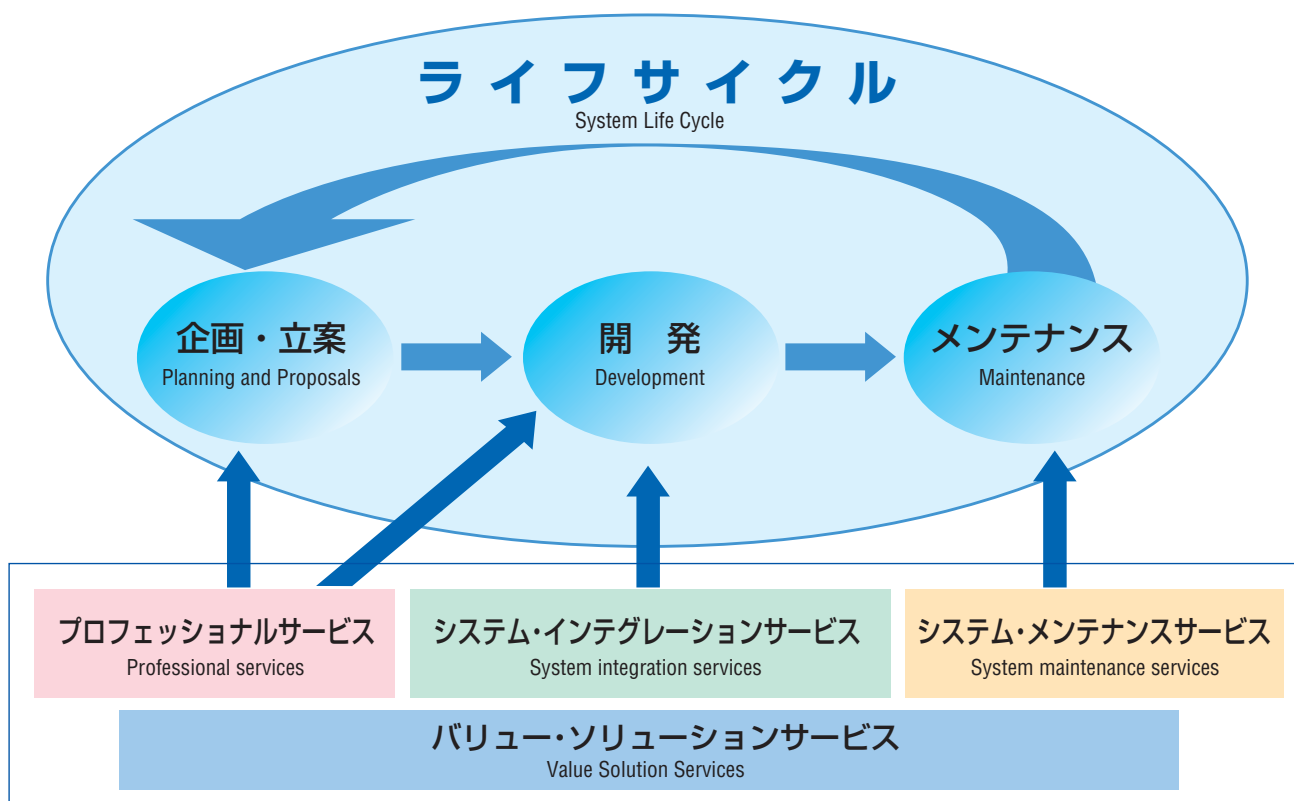 ライフサイクル
System Life Cycle
企画・立案
Planning and Proposals
開　発
Development
メンテナンス
Maintenance
プロフェッショナルサービス
Professional services
システム・インテグレーションサービス
System integration services
システム・メンテナンスサービス
System maintenance services
バリュー・ソリューションサービス
Value Solution Services